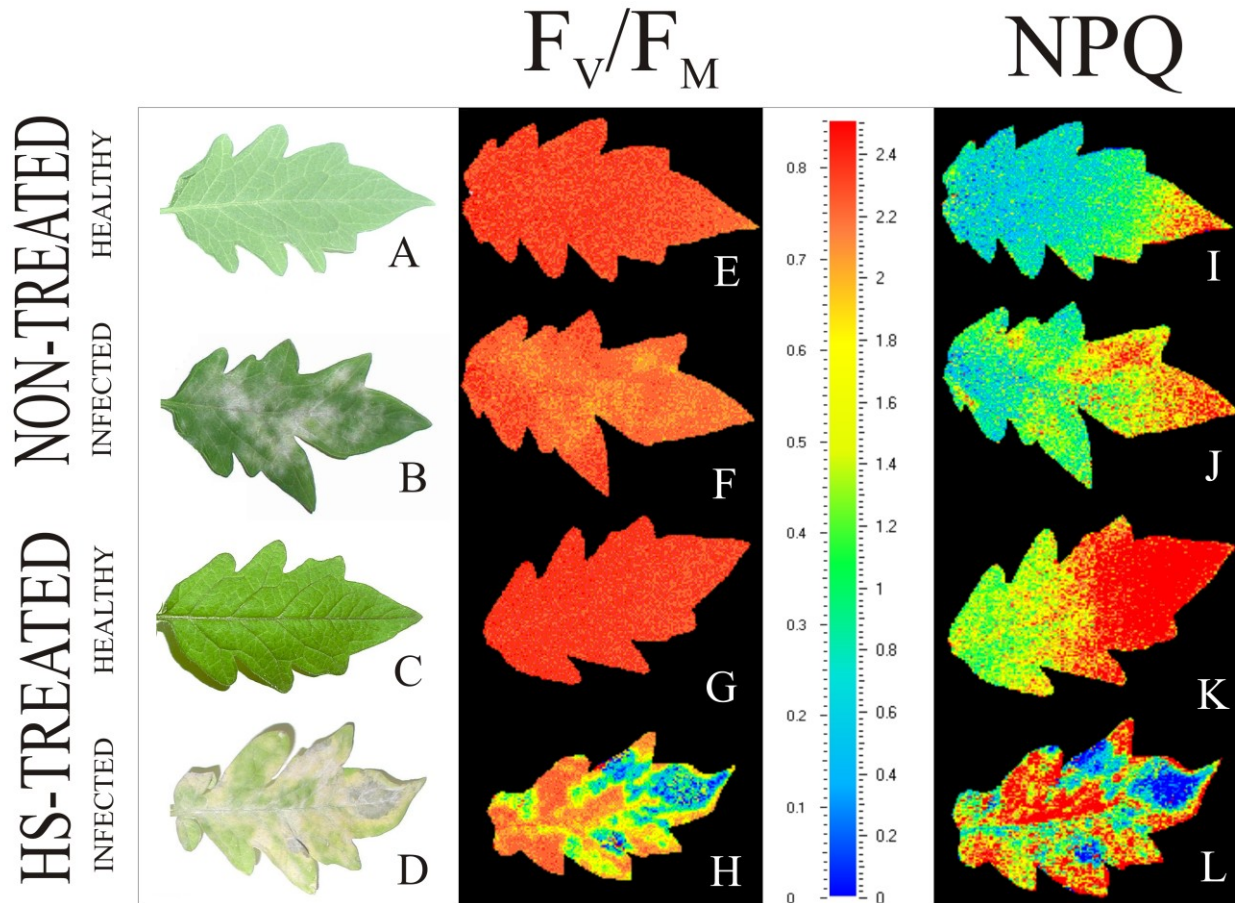 F_V/F_M
NPQ
NON-TREATED
HEALTHY
INFECTED
HS-TREATED
HEALTHY
INFECTED
A
B
C
D
E
F
G
H
0.8
0.7
0.6
0.5
0.4
0.3
0.2
0.1
0
2.4
2.2
2
1.8
1.6
1.4
1.2
1
0.8
0.6
0.4
0.2
0
I
J
K
L